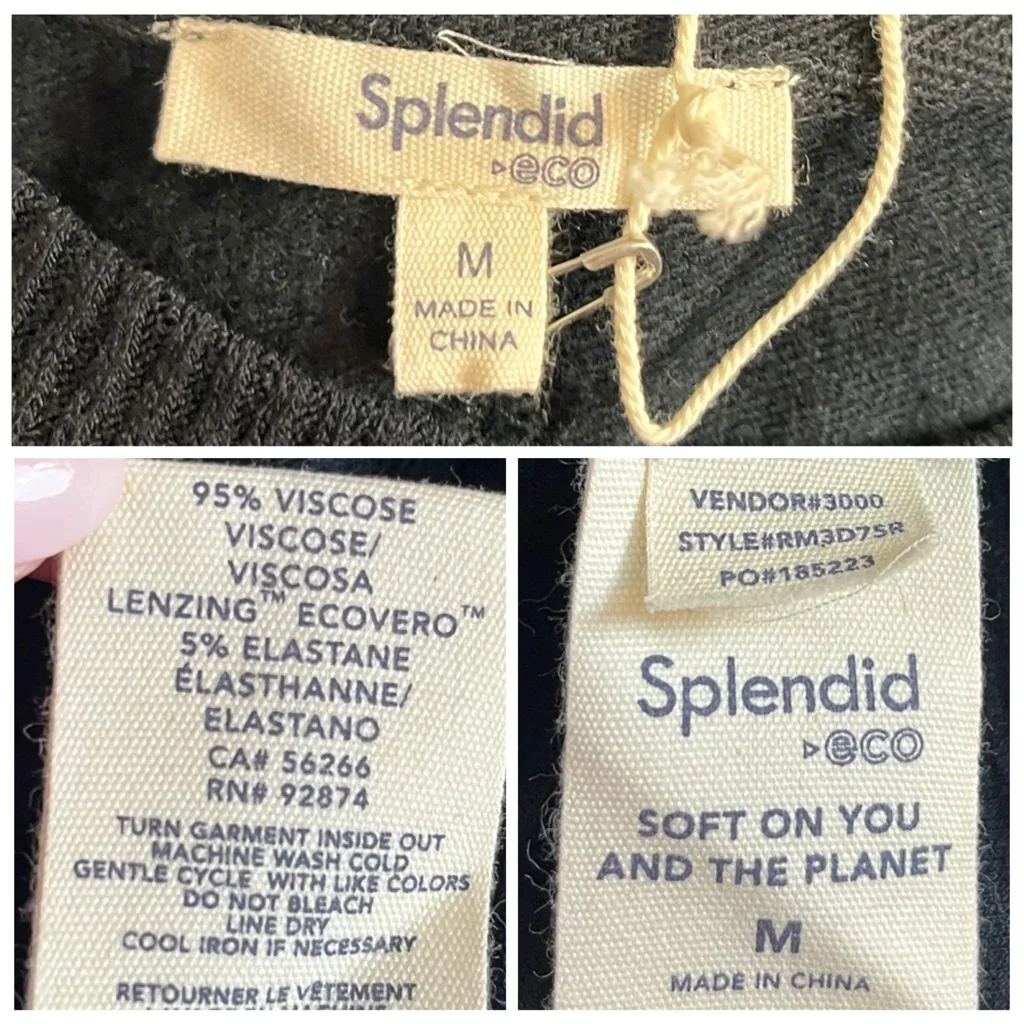 Splendid
eco
M
MADE IN
CHINA
95% VISCOSE
VISCOSE/
VISCOSA
LENZING™ ECOVERO™
5% ELASTANE
ÉLASTHANNE/
ELASTANO
CA# 56266
RN# 92874
TURN GARMENT INSIDE OUT
MACHINE WASH COLD
GENTLE CYCLE WITH LIKE COLORS
DO NOT BLEACH
LINE DRY
COOL IRON IF NECESSARY
RETOURNER LE VÊTEMENT
VENDOR#3000
STYLE#RM3D75R
PO#185223
Splendid
eco
SOFT ON YOU
AND THE PLANET
M
MADE IN CHINA